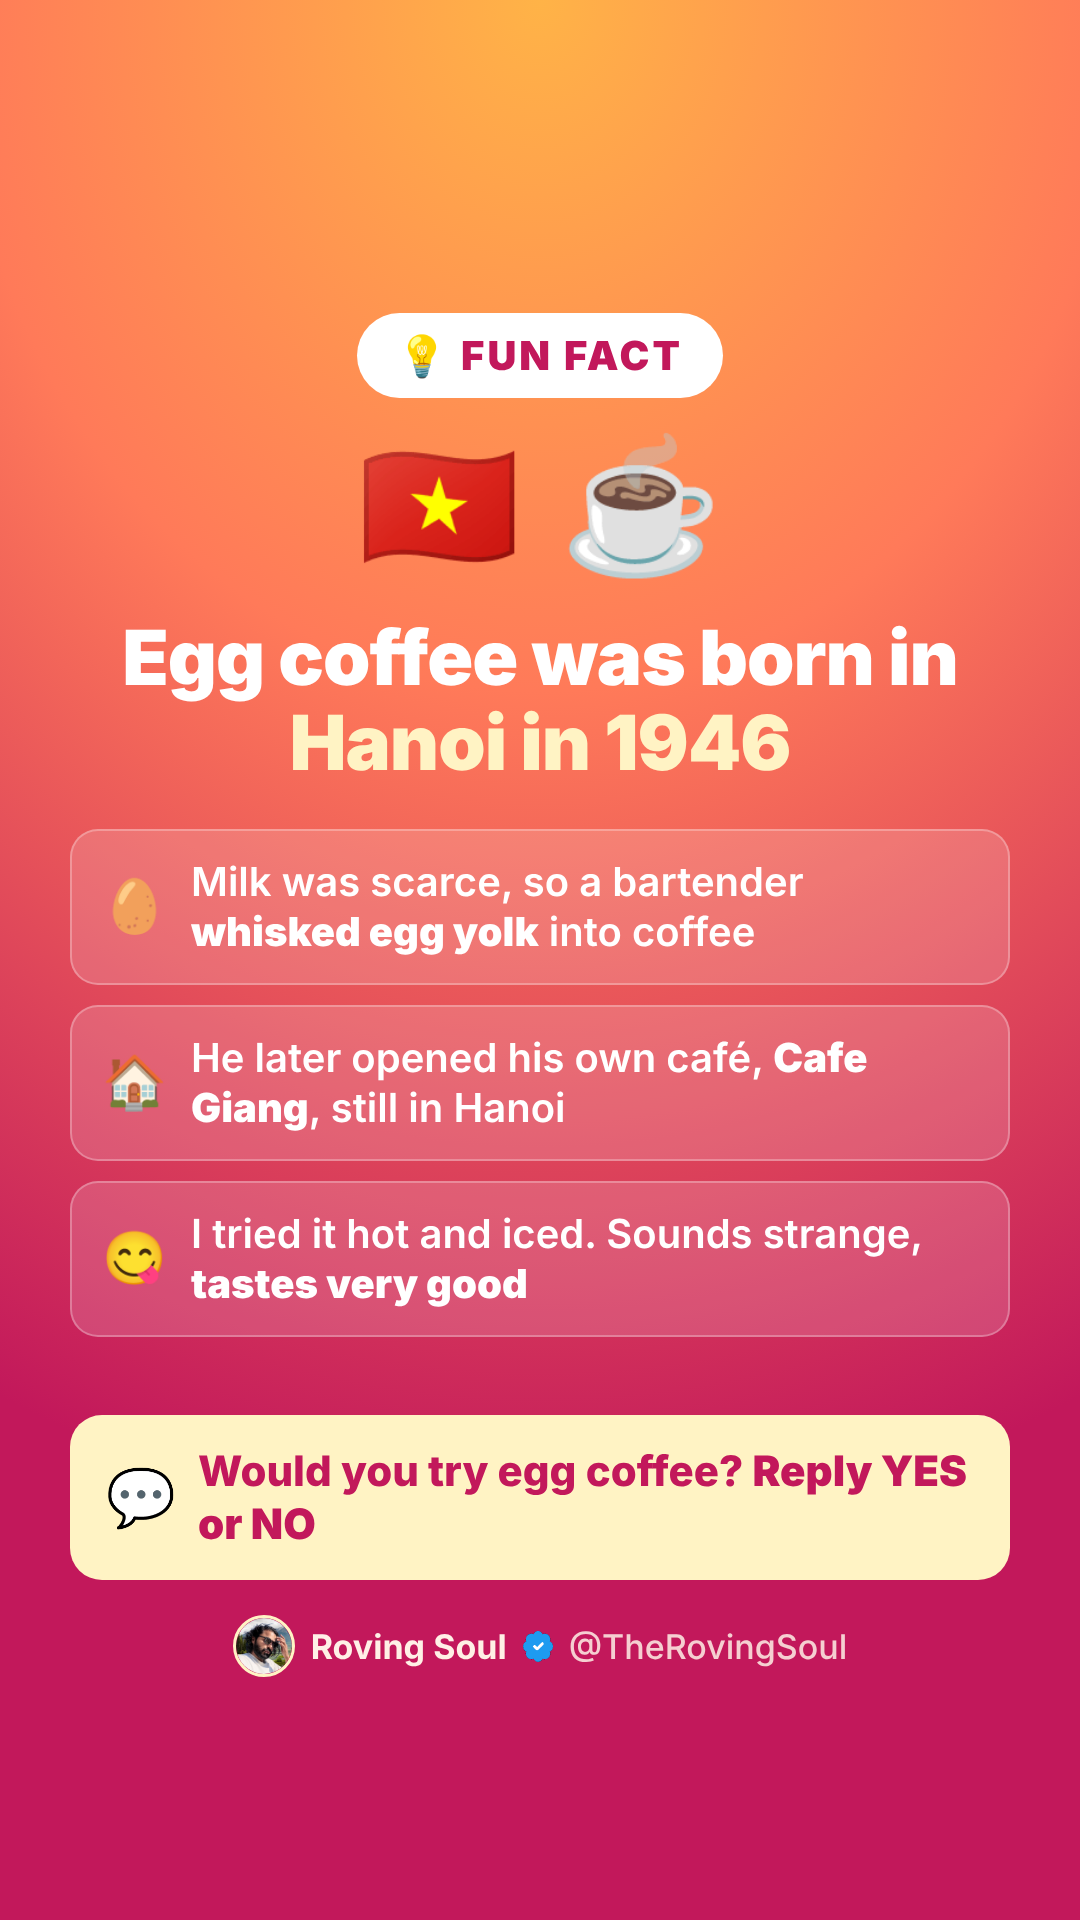 💡 FUN FACT
Egg coffee was born in
Hanoi in 1946
Milk was scarce, so a bartender
whisked egg yolk into coffee
He later opened his own café, Cafe
Giang, still in Hanoi
I tried it hot and iced. Sounds strange,
tastes very good
Would you try egg coffee? Reply YES
or NO
Roving Soul @TheRovingSoul